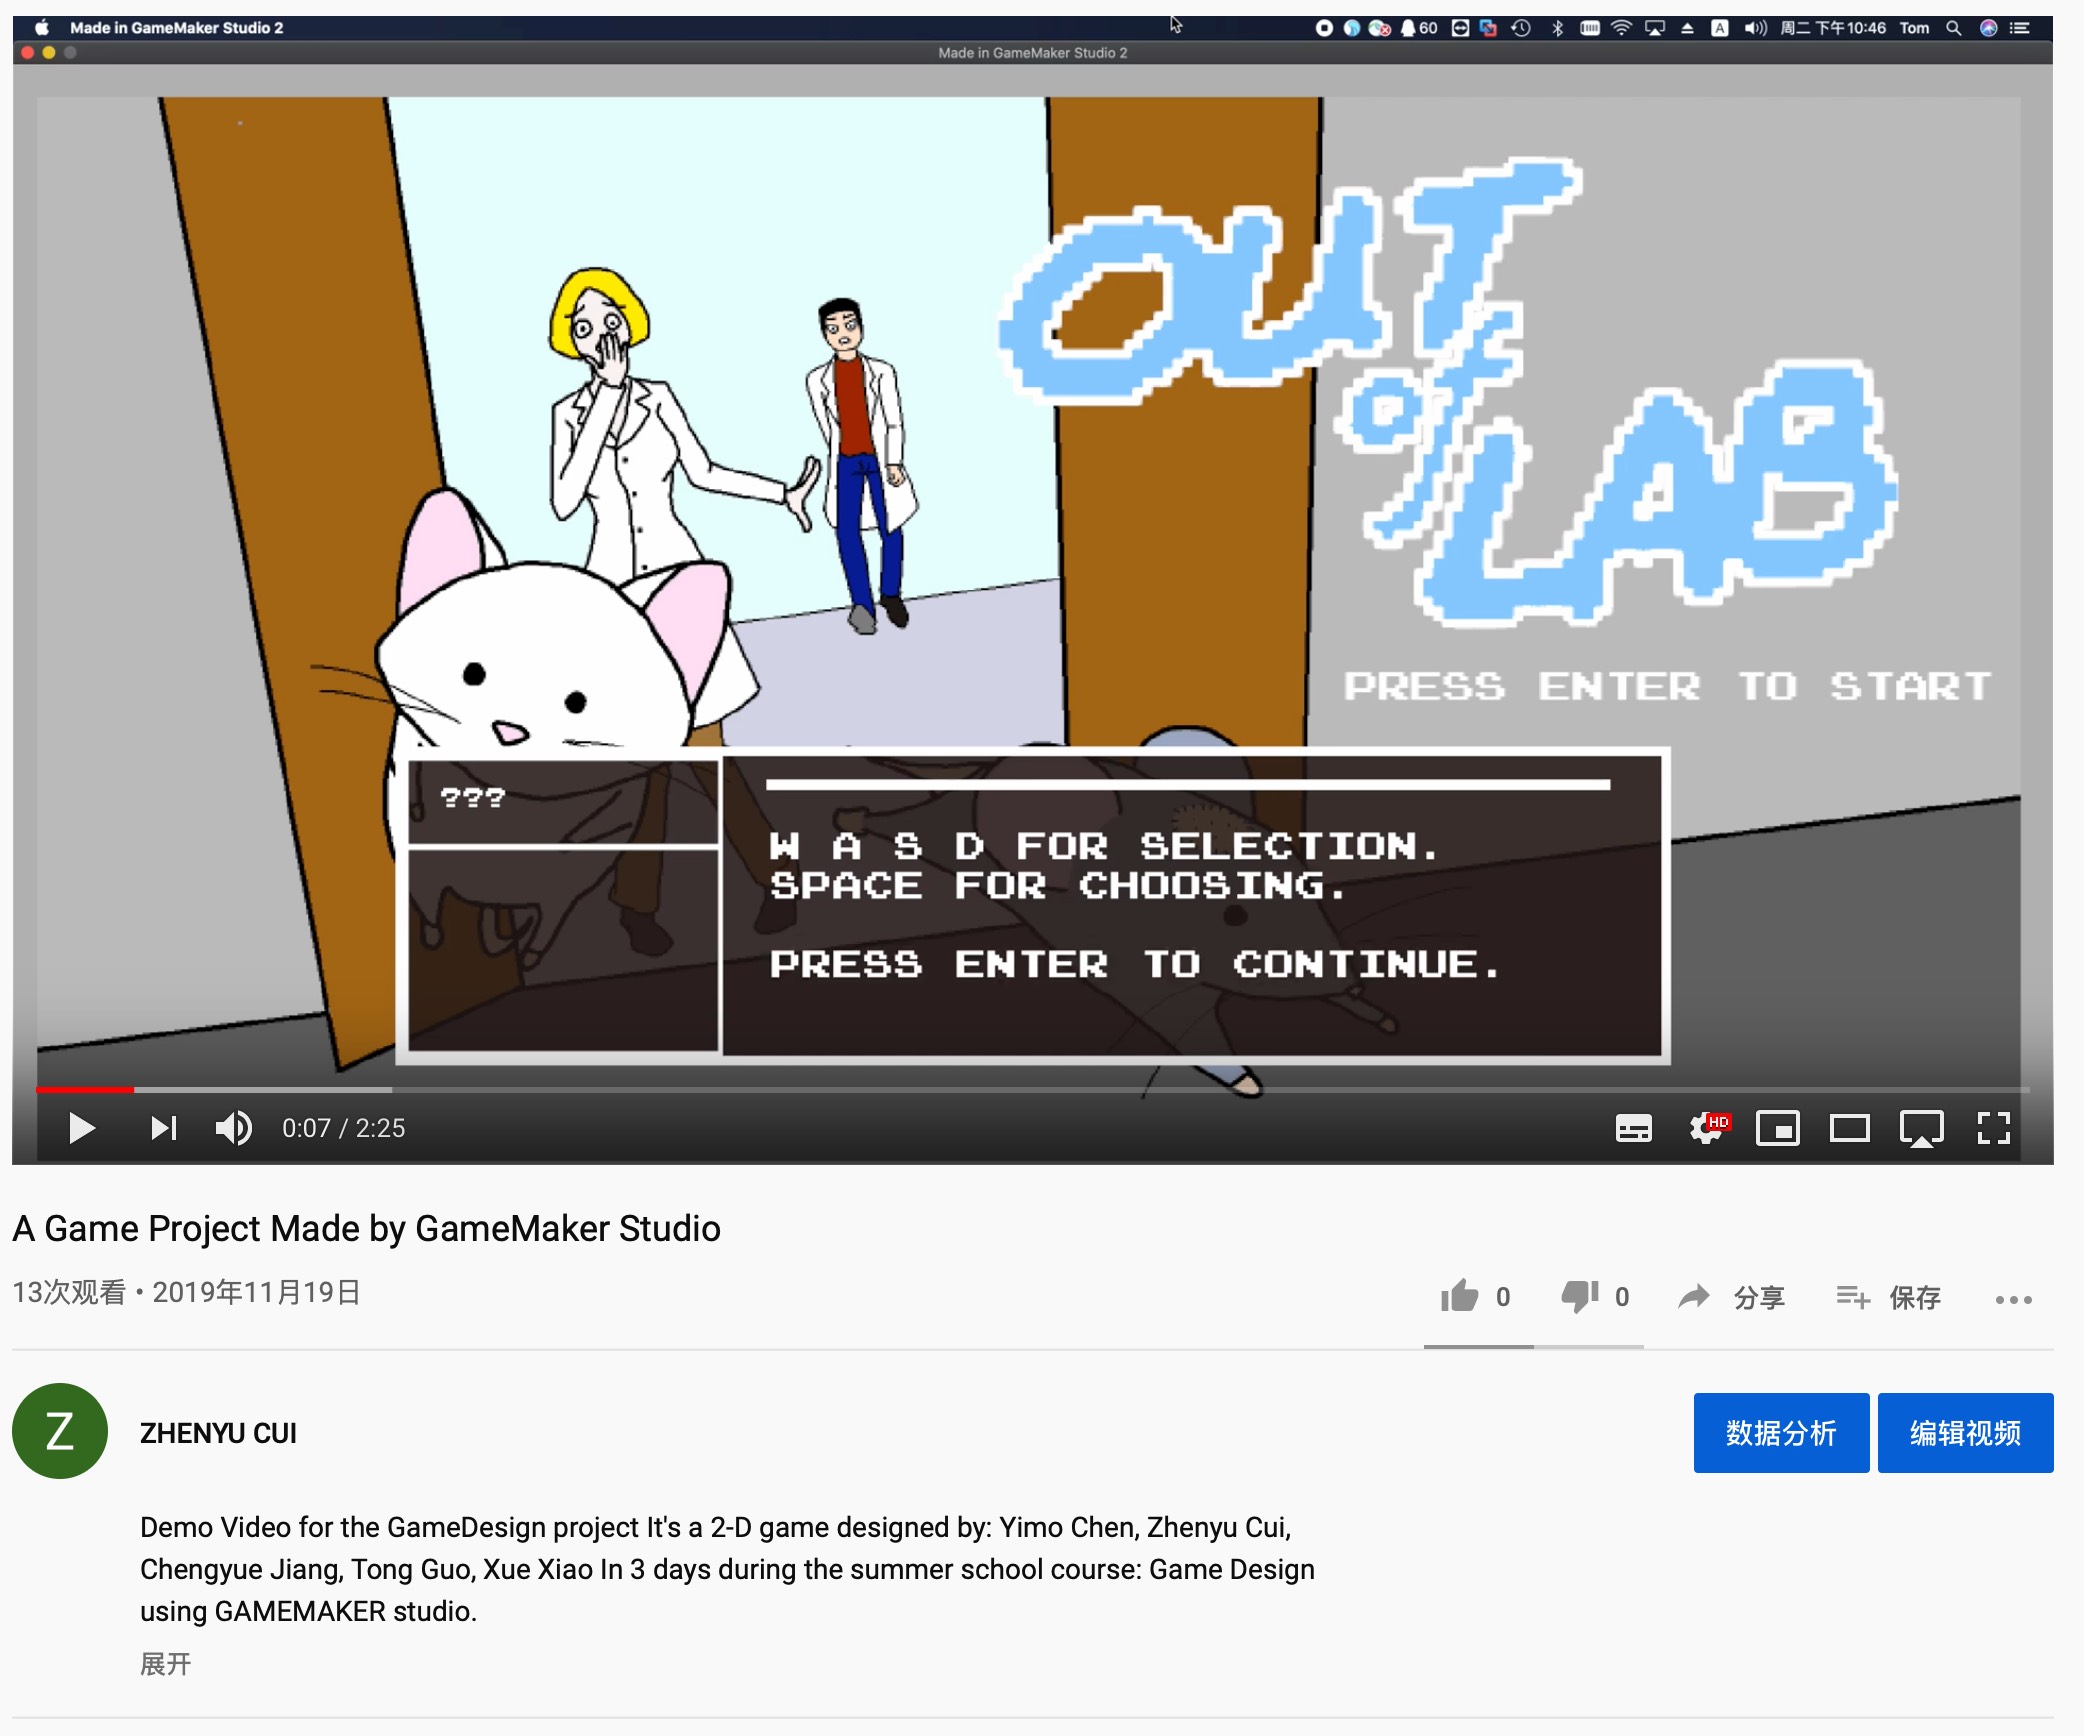 Made in GameMaker Studio 2
60
A
周二 下午10:46
Tom
Made in GameMaker Studio 2
OUT
of
LAB
PRESS ENTER TO START
???
W A S D FOR SELECTION.
SPACE FOR CHOOSING.
PRESS ENTER TO CONTINUE.
0:07 / 2:25
HD
A Game Project Made by GameMaker Studio
13次观看 • 2019年11月19日
0
0
分享
保存
Z
ZHENYU CUI
数据分析
编辑视频
Demo Video for the GameDesign project It's a 2-D game designed by: Yimo Chen, Zhenyu Cui,
Chengyue Jiang, Tong Guo, Xue Xiao In 3 days during the summer school course: Game Design
using GAMEMAKER studio.
展开